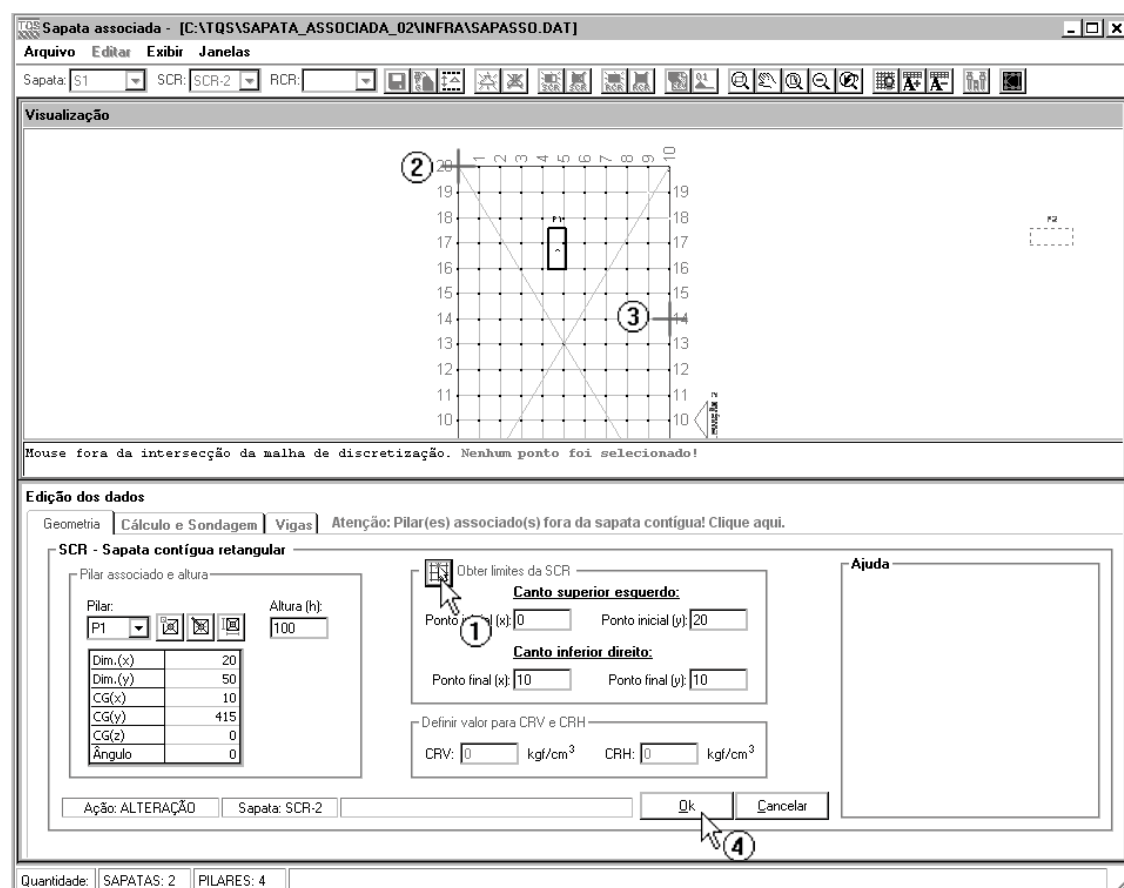 TQS Sapata associada - [C:\TQS\SAPATA_ASSOCIADA_02\INFRA\SAPASSO.DAT]
Arquivo Editar Exibir Janelas
Sapata: S1 SCR: SCR-2 RCR:
Visualização
1 2 3 4 5 6 7 8 9 10
2 20
19 19
18 P1 18 P2
17 17
16 16
15 15
14 3 14
13 13
12 12
11 11
10 10
Mouse fora da intersecção da malha de discretização. Nenhum ponto foi selecionado!
Edição dos dados
Geometria Cálculo e Sondagem Vigas Atenção: Pilar(es) associado(s) fora da sapata contígua! Clique aqui.
SCR - Sapata contígua retangular
Pilar associado e altura
Obter limites da SCR
Ajuda
Canto superior esquerdo:
Pilar: Altura (h):
P1 100
Ponto (x): 0 Ponto inicial (y): 20
1
Canto inferior direito:
Ponto final (x): 10 Ponto final (y): 10
Dim.(x) 20
Dim.(y) 50
CG(x) 10
CG(y) 415
CG(z) 0
Ângulo 0
Definir valor para CRV e CRH
CRV: 0 kgf/cm³ CRH: 0 kgf/cm³
Ação: ALTERAÇÃO Sapata: SCR-2 Ok Cancelar
4
Quantidade: SAPATAS: 2 PILARES: 4